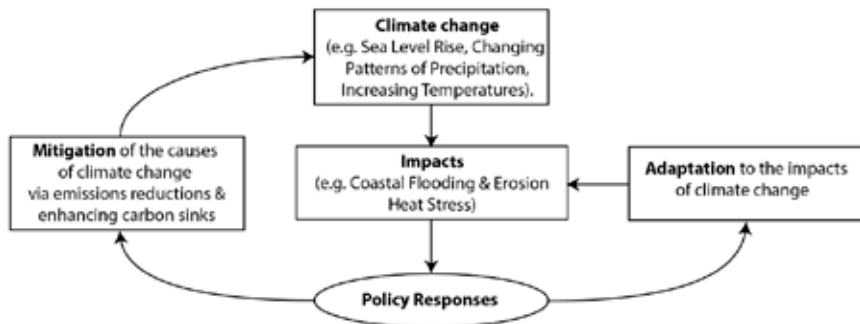 Climate change
(e.g. Sea Level Rise, Changing
Patterns of Precipitation,
Increasing Temperatures).
Mitigation of the causes
of climate change
via emissions reductions &
enhancing carbon sinks
Impacts
(e.g. Coastal Flooding & Erosion
Heat Stress)
Adaptation to the impacts
of climate change
Policy Responses